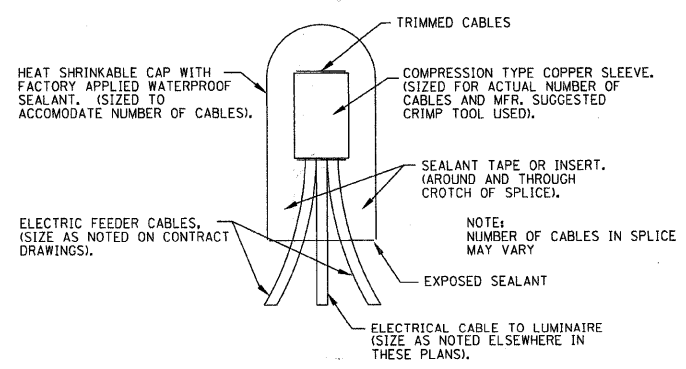 TRIMMED CABLES
HEAT SHRINKABLE CAP WITH
FACTORY APPLIED WATERPROOF
SEALANT. (SIZED TO
ACCOMODATE NUMBER OF CABLES).
COMPRESSION TYPE COPPER SLEEVE.
(SIZED FOR ACTUAL NUMBER OF
CABLES AND MFR. SUGGESTED
CRIMP TOOL USED).
SEALANT TAPE OR INSERT.
(AROUND AND THROUGH
CROTCH OF SPLICE).
ELECTRIC FEEDER CABLES,
(SIZE AS NOTED ON CONTRACT
DRAWINGS).
NOTE:
NUMBER OF CABLES IN SPLICE
MAY VARY
EXPOSED SEALANT
ELECTRICAL CABLE TO LUMINAIRE
(SIZE AS NOTED ELSEWHERE IN
THESE PLANS).